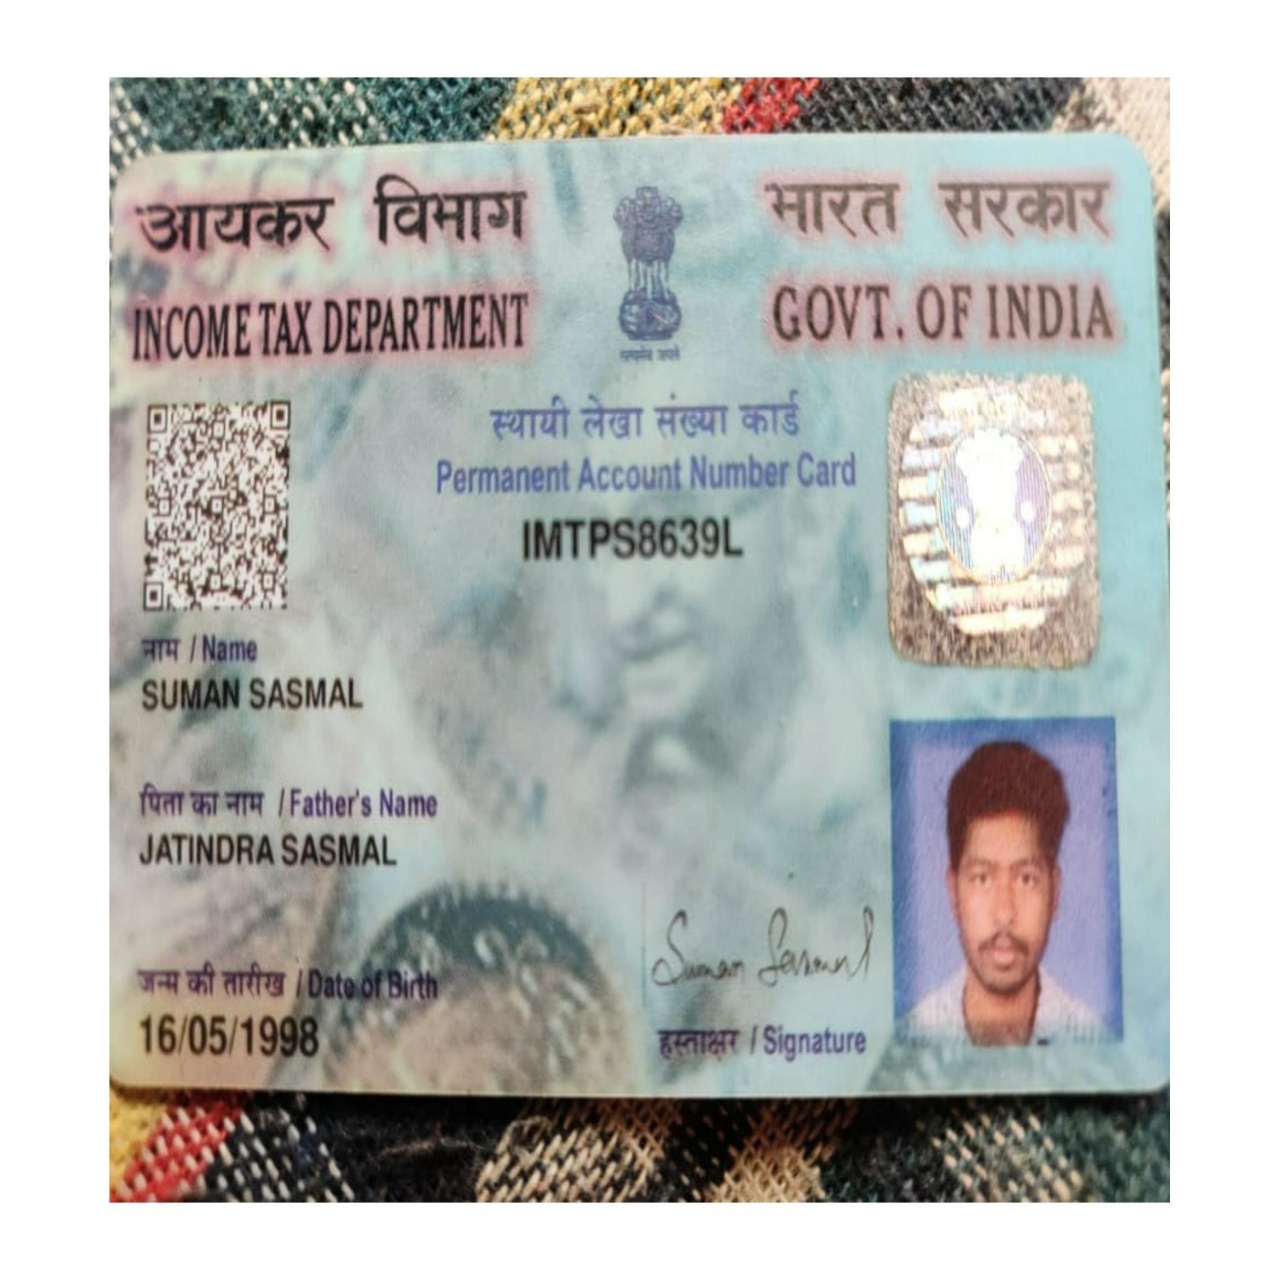 आयकर विभाग
भारत सरकार
INCOME TAX DEPARTMENT
GOVT. OF INDIA
सत्यमेव जयते
स्थायी लेखा संख्या कार्ड
Permanent Account Number Card
IMTPS8639L
नाम / Name
SUMAN SASMAL
पिता का नाम / Father's Name
JATINDRA SASMAL
जन्म की तारीख / Date of Birth
16/05/1998
Suman Sasmal
हस्ताक्षर / Signature